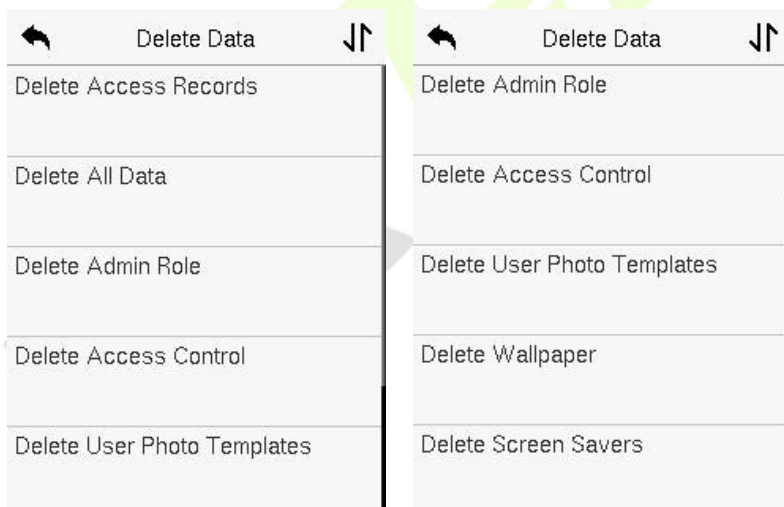 Delete Data
Delete Access Records
Delete All Data
Delete Admin Role
Delete Access Control
Delete User Photo Templates
Delete Data
Delete Admin Role
Delete Access Control
Delete User Photo Templates
Delete Wallpaper
Delete Screen Savers